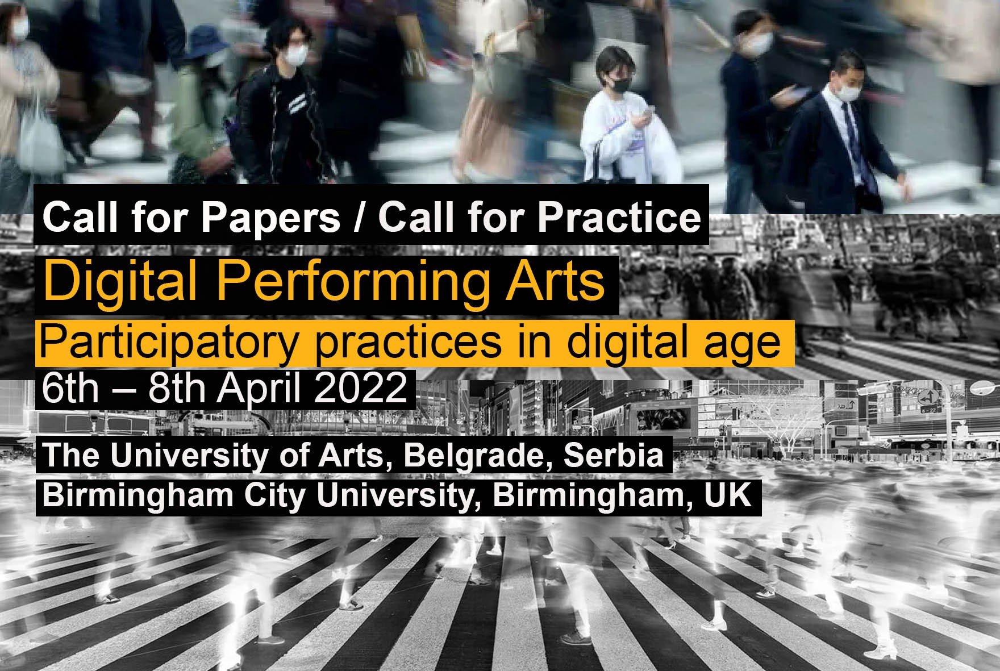 Call for Papers / Call for Practice
Digital Performing Arts
Participatory practices in digital age
6th – 8th April 2022
The University of Arts, Belgrade, Serbia
Birmingham City University, Birmingham, UK